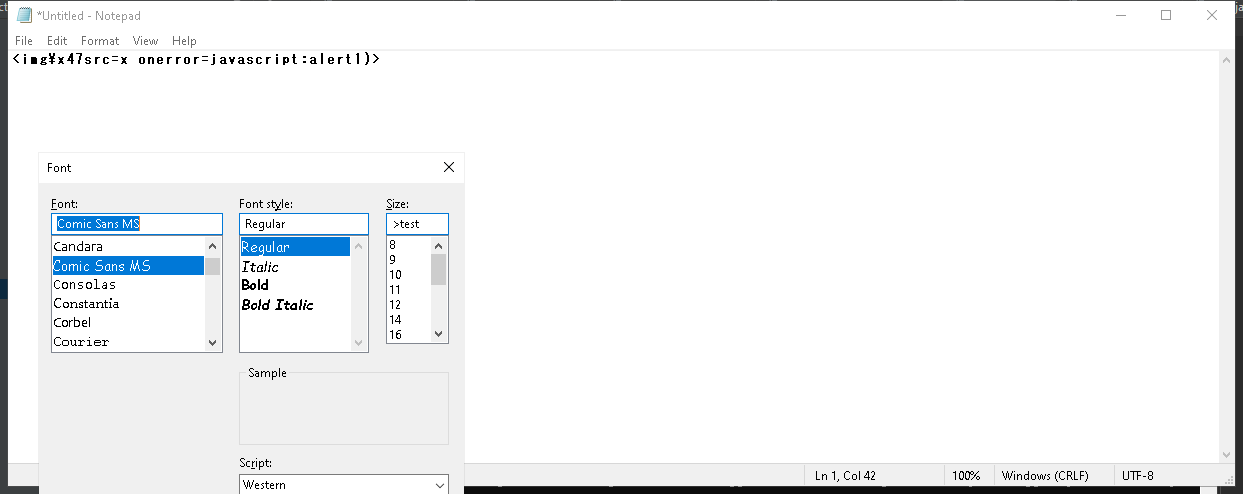 *Untitled - Notepad
File Edit Format View Help
<img¥x47src=x onerror=javascript:alert1)>
Font
Font: Font style: Size:
Comic Sans MS Regular >test
Candara Regular 8
Comic Sans MS Italic 9
Consolas Bold 10
Constantia Bold Italic 11
Corbel 12
Courier 14
16
Sample
Script:
Western
Ln 1, Col 42 100% Windows (CRLF) UTF-8